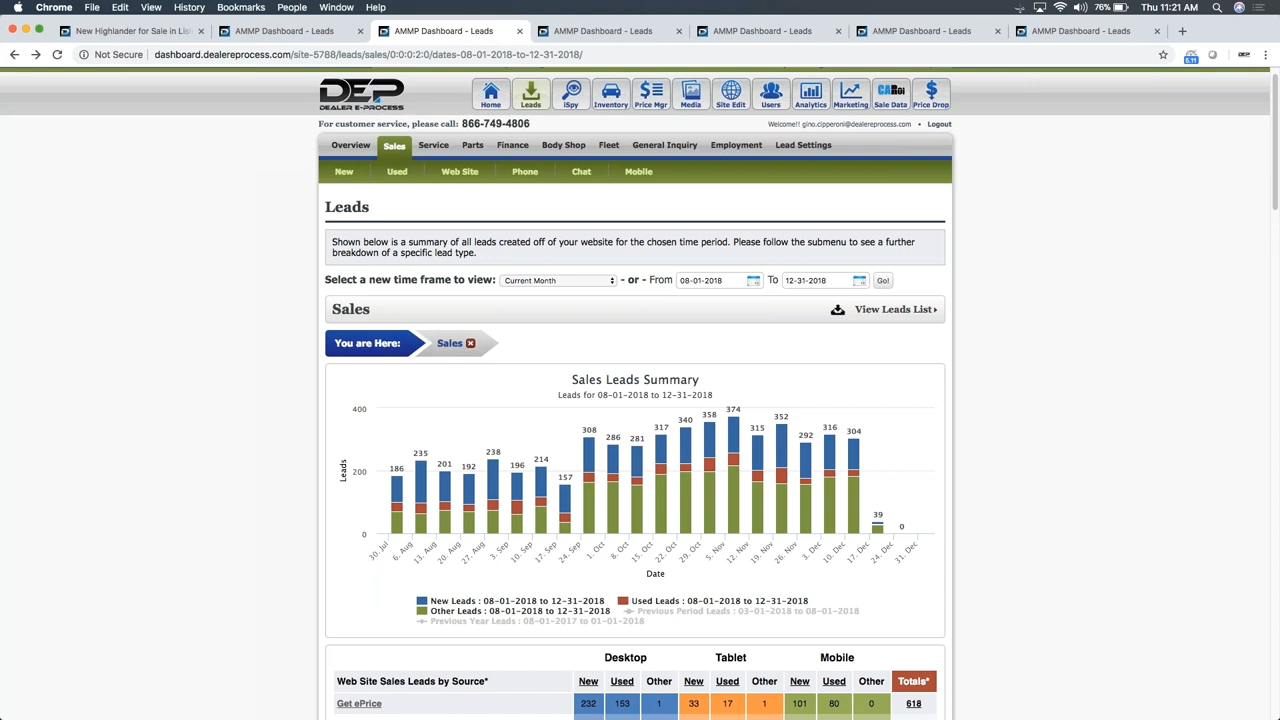 Chrome File Edit View History Bookmarks People Window Help 76% Thu 11:21 AM
New Highlander for Sale in Lisl AMMP Dashboard - Leads AMMP Dashboard - Leads AMMP Dashboard - Leads AMMP Dashboard - Leads AMMP Dashboard - Leads AMMP Dashboard - Leads
Not Secure dashboard.dealereprocess.com/site-5788/leads/sales/0:0:0:2:0/dates-08-01-2018-to-12-31-2018/
DEP
DEALER E-PROCESS
Home Leads iSpy Inventory Price Mgr Media Site Edit Users Analytics Marketing Sale Data Price Drop
For customer service, please call: 866-749-4806 Welcome!! gino.cipperoni@dealereprocess.com • Logout
Overview Sales Service Parts Finance Body Shop Fleet General Inquiry Employment Lead Settings
New Used Web Site Phone Chat Mobile
Leads
Shown below is a summary of all leads created off of your website for the chosen time period. Please follow the submenu to see a further
breakdown of a specific lead type.
Select a new time frame to view: Current Month - or - From 08-01-2018 To 12-31-2018 Go!
Sales View Leads List
You are Here: Sales
Sales Leads Summary
Leads for 08-01-2018 to 12-31-2018
400
200
0
Leads
186 235 201 192 238 196 214 157 308 286 281 317 340 358 374 315 352 292 316 304 39 0
30. Jul 6. Aug 13. Aug 20. Aug 27. Aug 3. Sep 10. Sep 17. Sep 24. Sep 1. Oct 8. Oct 15. Oct 22. Oct 29. Oct 5. Nov 12. Nov 19. Nov 26. Nov 3. Dec 10. Dec 17. Dec 24. Dec 31. Dec
Date
New Leads : 08-01-2018 to 12-31-2018 Used Leads : 08-01-2018 to 12-31-2018
Other Leads : 08-01-2018 to 12-31-2018 Previous Period Leads : 03-01-2018 to 08-01-2018
Previous Year Leads : 08-01-2017 to 01-01-2018
Desktop Tablet Mobile
Web Site Sales Leads by Source* New Used Other New Used Other New Used Other Totals*
Get ePrice 232 153 1 33 17 1 101 80 0 618